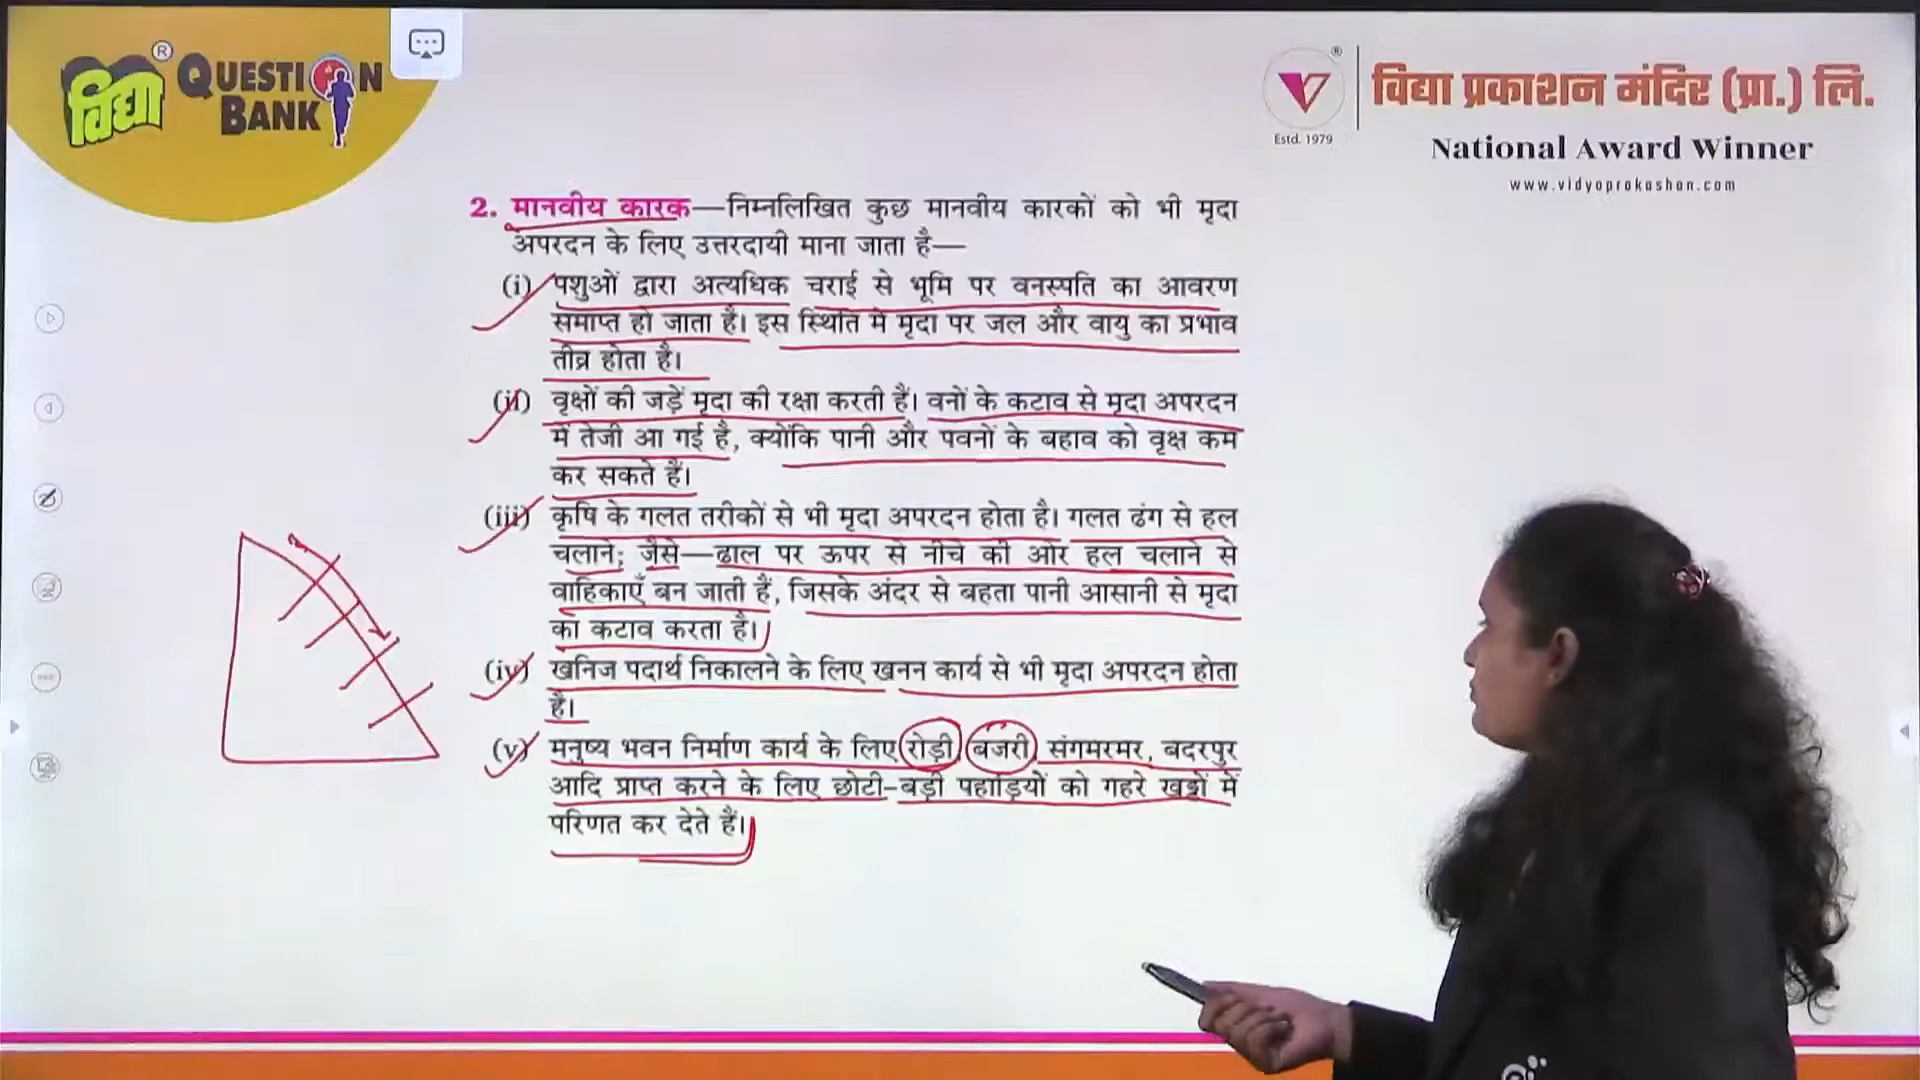 विद्या
®
QUESTION
BANK
®
Estd. 1979
विद्या प्रकाशन मंदिर (प्रा.) लि.
National Award Winner
www.vidyaprakashan.com
2. मानवीय कारक—निम्नलिखित कुछ मानवीय कारकों को भी मृदा
अपरदन के लिए उत्तरदायी माना जाता है—
(i) पशुओं द्वारा अत्यधिक चराई से भूमि पर वनस्पति का आवरण
समाप्त हो जाता है। इस स्थिति में मृदा पर जल और वायु का प्रभाव
तीव्र होता है।
(ii) वृक्षों की जड़ें मृदा की रक्षा करती हैं। वनों के कटाव से मृदा अपरदन
में तेजी आ गई है, क्योंकि पानी और पवनों के बहाव को वृक्ष कम
कर सकते हैं।
(iii) कृषि के गलत तरीकों से भी मृदा अपरदन होता है। गलत ढंग से हल
चलाने; जैसे—ढाल पर ऊपर से नीचे की ओर हल चलाने से
वाहिकाएँ बन जाती हैं, जिसके अंदर से बहता पानी आसानी से मृदा
का कटाव करता है।
(iv) खनिज पदार्थ निकालने के लिए खनन कार्य से भी मृदा अपरदन होता
है।
(v) मनुष्य भवन निर्माण कार्य के लिए रोड़ी, बजरी, संगमरमर, बदरपुर
आदि प्राप्त करने के लिए छोटी-बड़ी पहाड़ियों को गहरे खड्डों में
परिणत कर देते हैं।